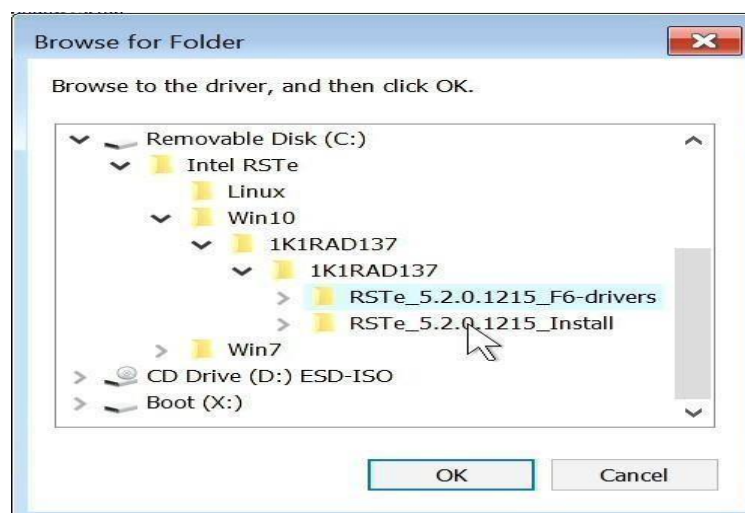 Browse for Folder
Browse to the driver, and then click OK.
Removable Disk (C:)
Intel RSTe
Linux
Win10
1K1RAD137
1K1RAD137
RSTe_5.2.0.1215_F6-drivers
RSTe_5.2.0.1215_Install
Win7
CD Drive (D:) ESD-ISO
Boot (X:)
OK
Cancel